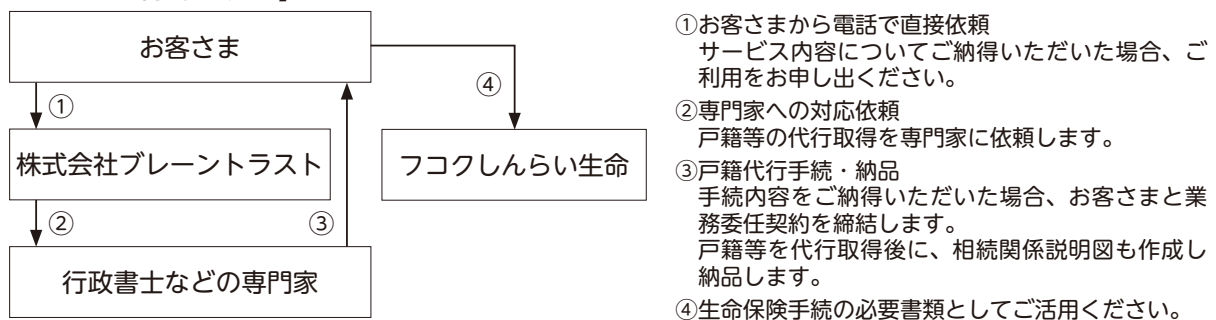 お客さま
①
④
株式会社ブレーントラスト
フコクしんらい生命
②
③
行政書士などの専門家
①お客さまから電話で直接依頼
サービス内容についてご納得いただいた場合、ご
利用をお申し出ください。
②専門家への対応依頼
戸籍等の代行取得を専門家に依頼します。
③戸籍代行手続・納品
手続内容をご納得いただいた場合、お客さまと業
務委任契約を締結します。
戸籍等を代行取得後に、相続関係説明図も作成し
納品します。
④生命保険手続の必要書類としてご活用ください。